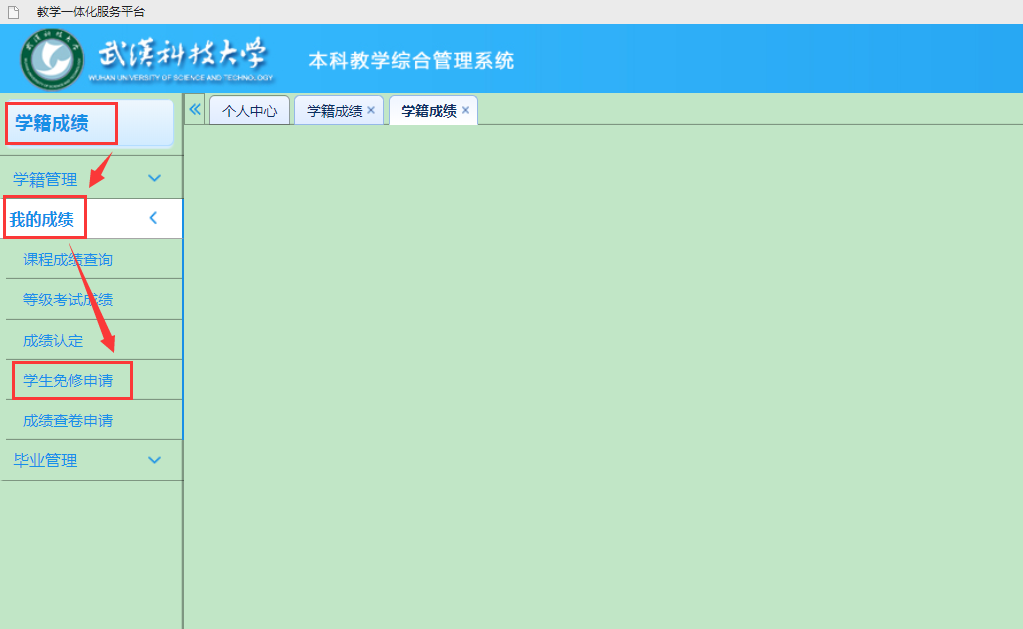 教学一体化服务平台
武漢科技大学
WUHAN UNIVERSITY OF SCIENCE AND TECHNOLOGY
本科教学综合管理系统
个人中心 学籍成绩 × 学籍成绩 ×
学籍成绩
学籍管理
我的成绩
课程成绩查询
等级考试成绩
成绩认定
学生免修申请
成绩查卷申请
毕业管理